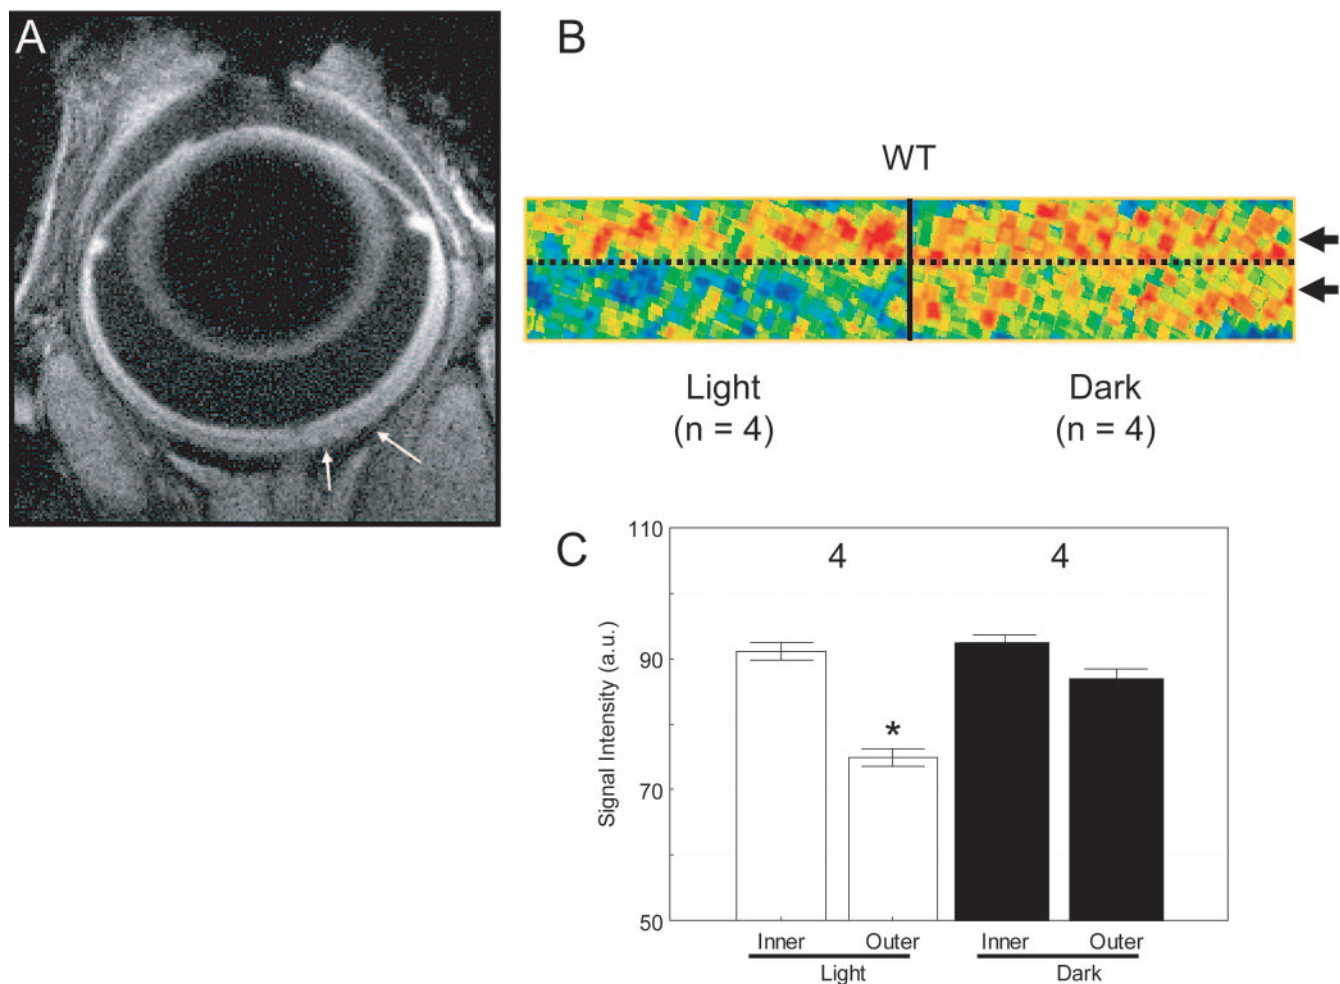 A
B
WT
Light
(n = 4)
Dark
(n = 4)
C
110
90
70
50
Signal Intensity (a.u.)
4
4
*
Inner
Outer
Inner
Outer
Light
Dark